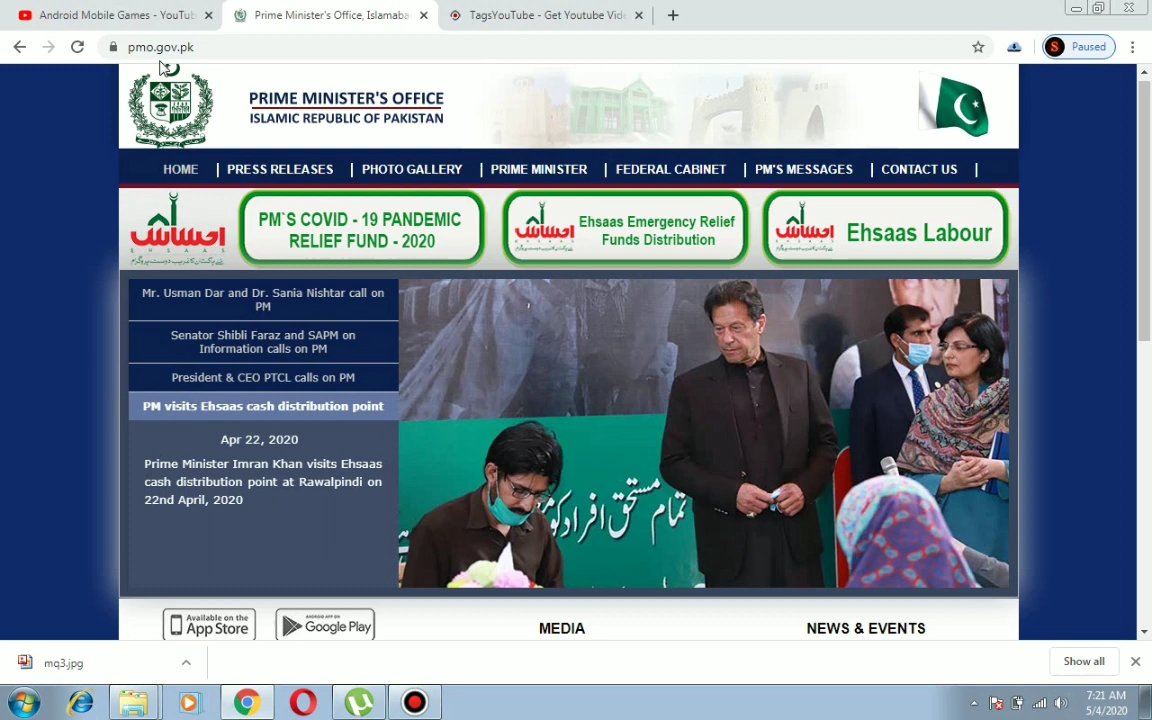 Android Mobile Games - YouTub
Prime Minister's Office, Islamaba
TagsYouTube - Get Youtube Vide
pmo.gov.pk
S Paused
PRIME MINISTER'S OFFICE
ISLAMIC REPUBLIC OF PAKISTAN
HOME
PRESS RELEASES
PHOTO GALLERY
PRIME MINISTER
FEDERAL CABINET
PM'S MESSAGES
CONTACT US
احساس
EHSAAS
PM`S COVID - 19 PANDEMIC
RELIEF FUND - 2020
احساس
Ehsaas Emergency Relief
Funds Distribution
احساس
Ehsaas Labour
Mr. Usman Dar and Dr. Sania Nishtar call on
PM
Senator Shibli Faraz and SAPM on
Information calls on PM
President & CEO PTCL calls on PM
PM visits Ehsaas cash distribution point
Apr 22, 2020
Prime Minister Imran Khan visits Ehsaas
cash distribution point at Rawalpindi on
22nd April, 2020
تمام مستحق افراد کو
Available on the
App Store
ANDROID APP ON
Google Play
MEDIA
NEWS & EVENTS
mq3.jpg
Show all
7:21 AM
5/4/2020